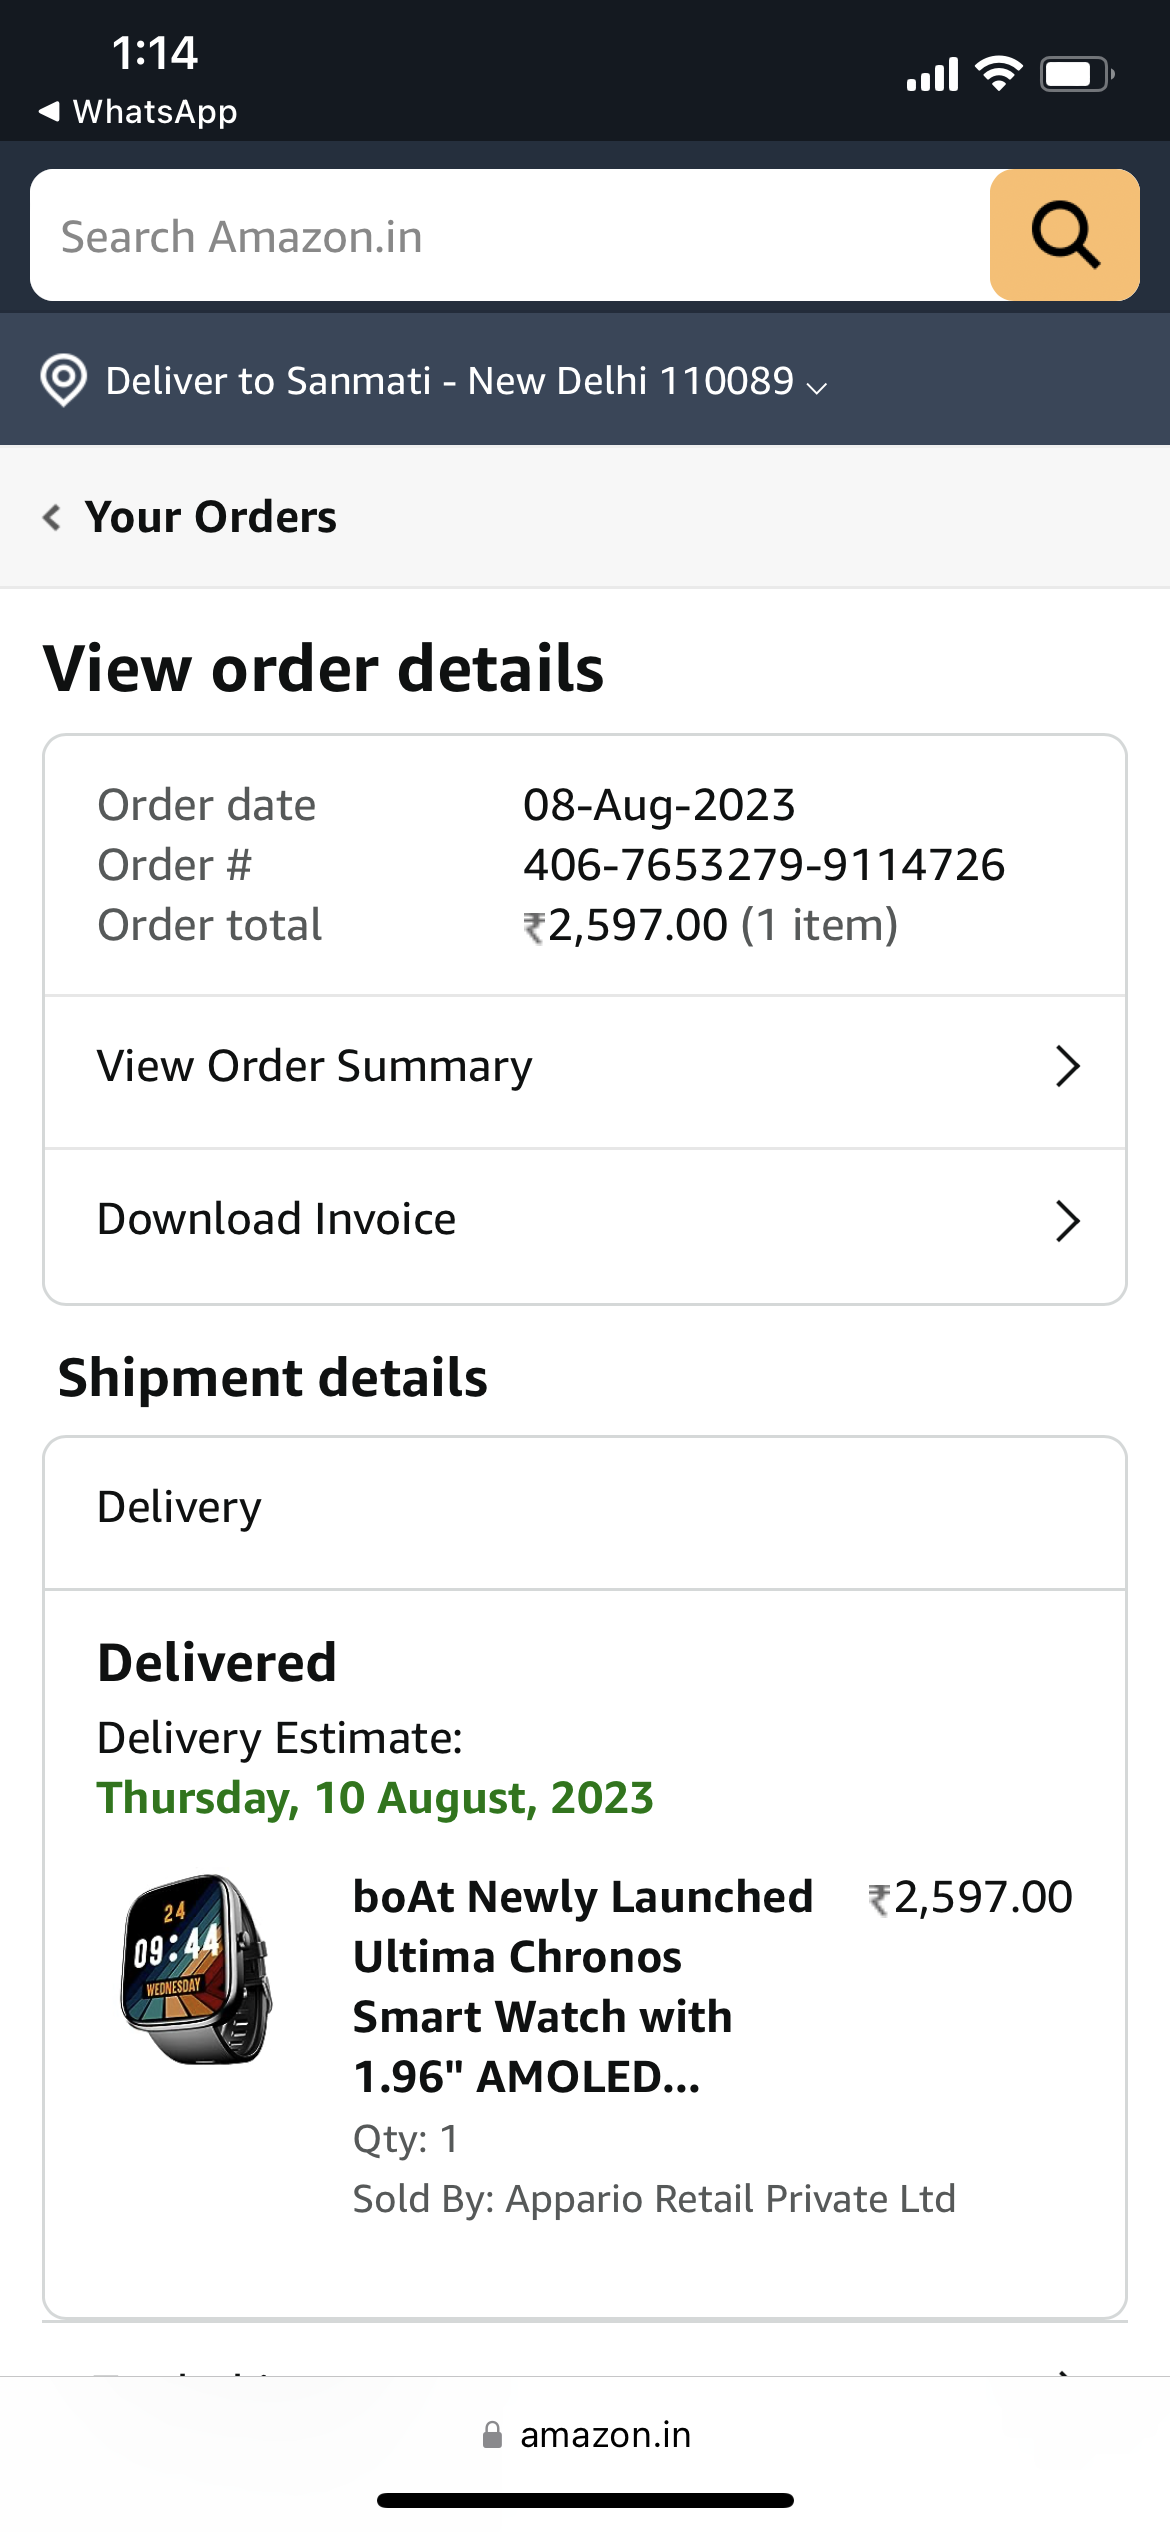 1:14
WhatsApp
Search Amazon.in
Deliver to Sanmati - New Delhi 110089
Your Orders
View order details
Order date 08-Aug-2023
Order # 406-7653279-9114726
Order total ₹2,597.00 (1 item)
View Order Summary
Download Invoice
Shipment details
Delivery
Delivered
Delivery Estimate:
Thursday, 10 August, 2023
24
09:44
WEDNESDAY
boAt Newly Launched ₹2,597.00
Ultima Chronos
Smart Watch with
1.96" AMOLED...
Qty: 1
Sold By: Appario Retail Private Ltd
amazon.in